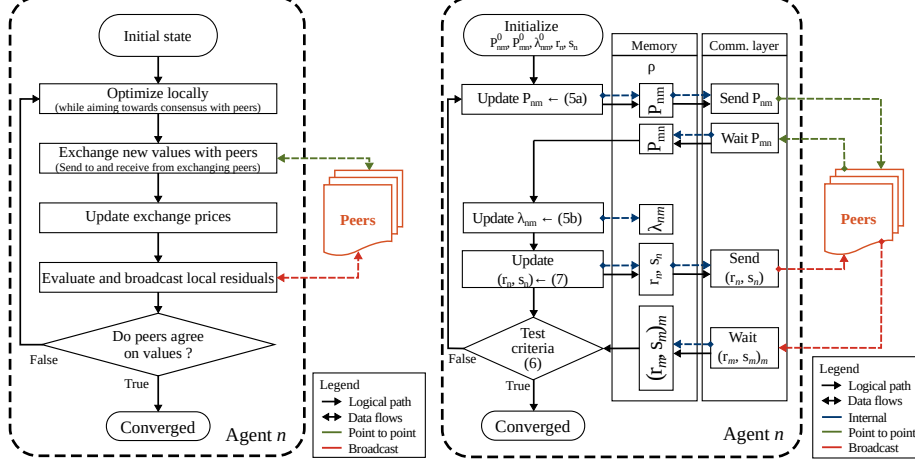 Initial state
Optimize locally
(while aiming towards consensus with peers)
Exchange new values with peers
(Send to and receive from exchanging peers)
Update exchange prices
Evaluate and broadcast local residuals
Do peers agree
on values ?
False
True
Converged
Agent n
Peers
Legend
Logical path
Data flows
Point to point
Broadcast
Initialize
P⁰nm, P⁰mn, λ⁰nm, rn, sn
Memory
Comm. layer
ρ
Update Pnm ← (5a)
Pnm
Send Pnm
Pmn
Wait Pmn
Update λnm ← (5b)
λnm
Update
(rn, sn) ← (7)
rn, sn
Send
(rn, sn)
Test
criteria
(6)
(rm, sm)m
Wait
(rm, sm)m
False
True
Converged
Agent n
Peers
Legend
Logical path
Data flows
Internal
Point to point
Broadcast